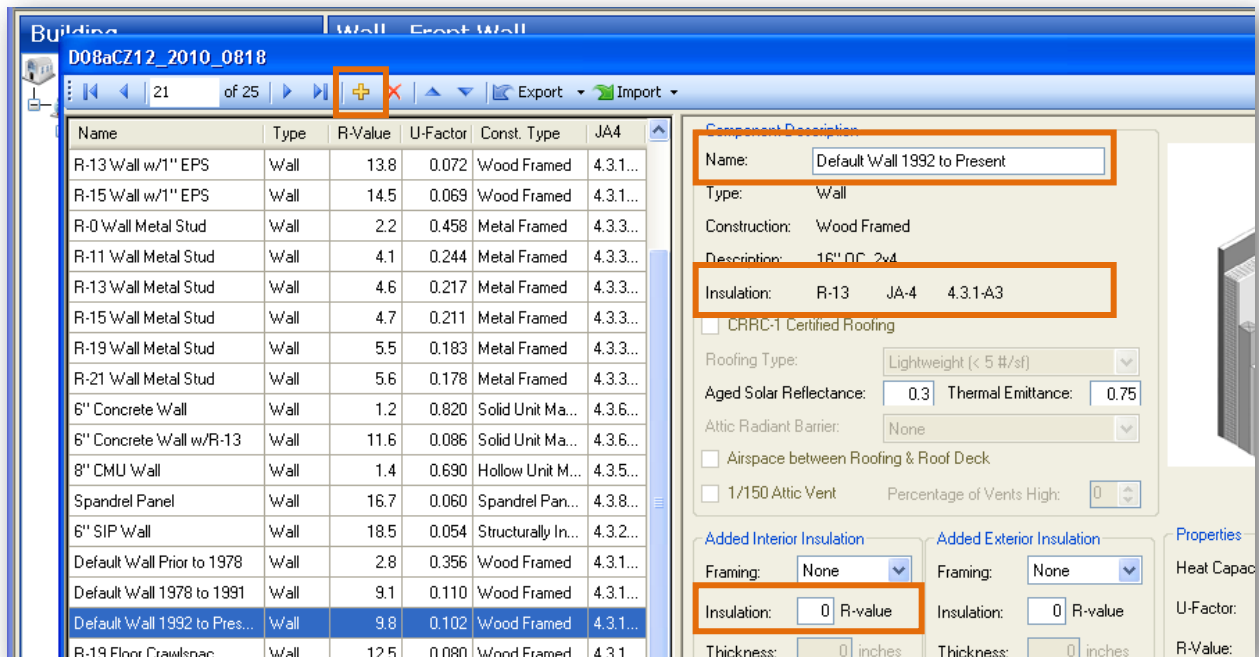 Building Wall - Front Wall
D08aCZ12_2010_0818
21 of 25 Export Import
Name Type R-Value U-Factor Const. Type JA4
R-13 Wall w/1" EPS Wall 13.8 0.072 Wood Framed 4.3.1...
R-15 Wall w/1" EPS Wall 14.5 0.069 Wood Framed 4.3.1...
R-0 Wall Metal Stud Wall 2.2 0.458 Metal Framed 4.3.3...
R-11 Wall Metal Stud Wall 4.1 0.244 Metal Framed 4.3.3...
R-13 Wall Metal Stud Wall 4.6 0.217 Metal Framed 4.3.3...
R-15 Wall Metal Stud Wall 4.7 0.211 Metal Framed 4.3.3...
R-19 Wall Metal Stud Wall 5.5 0.183 Metal Framed 4.3.3...
R-21 Wall Metal Stud Wall 5.6 0.178 Metal Framed 4.3.3...
6" Concrete Wall Wall 1.2 0.820 Solid Unit Ma... 4.3.6...
6" Concrete Wall w/R-13 Wall 11.6 0.086 Solid Unit Ma... 4.3.6...
8" CMU Wall Wall 1.4 0.690 Hollow Unit M... 4.3.5...
Spandrel Panel Wall 16.7 0.060 Spandrel Pan... 4.3.8...
6" SIP Wall Wall 18.5 0.054 Structurally In... 4.3.2...
Default Wall Prior to 1978 Wall 2.8 0.356 Wood Framed 4.3.1...
Default Wall 1978 to 1991 Wall 9.1 0.110 Wood Framed 4.3.1...
Default Wall 1992 to Pres... Wall 9.8 0.102 Wood Framed 4.3.1...
R-19 Floor Crawlspac Wall 12.5 0.080 Wood Framed 4.3.1
Component Description
Name: Default Wall 1992 to Present
Type: Wall
Construction: Wood Framed
Description: 16" OC, 2x4
Insulation: R-13 JA-4 4.3.1-A3
CRRC-1 Certified Roofing
Roofing Type: Lightweight (< 5 #/sf)
Aged Solar Reflectance: 0.3 Thermal Emittance: 0.75
Attic Radiant Barrier: None
Airspace between Roofing & Roof Deck
1/150 Attic Vent Percentage of Vents High: 0
Added Interior Insulation Added Exterior Insulation Properties
Framing: None Framing: None Heat Capac
Insulation: 0 R-value Insulation: 0 R-value U-Factor:
Thickness: 0 inches Thickness: 0 inches R-Value: